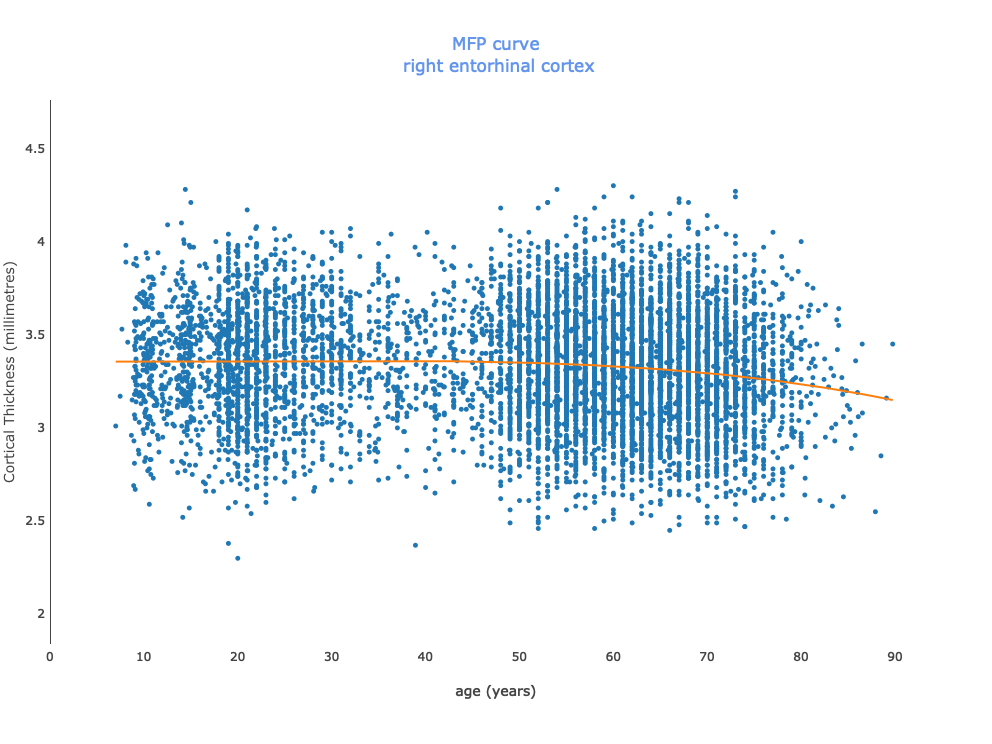 MFP curve
right entorhinal cortex
Cortical Thickness (millimetres)
4.5
4
3.5
3
2.5
2
0 10 20 30 40 50 60 70 80 90
age (years)